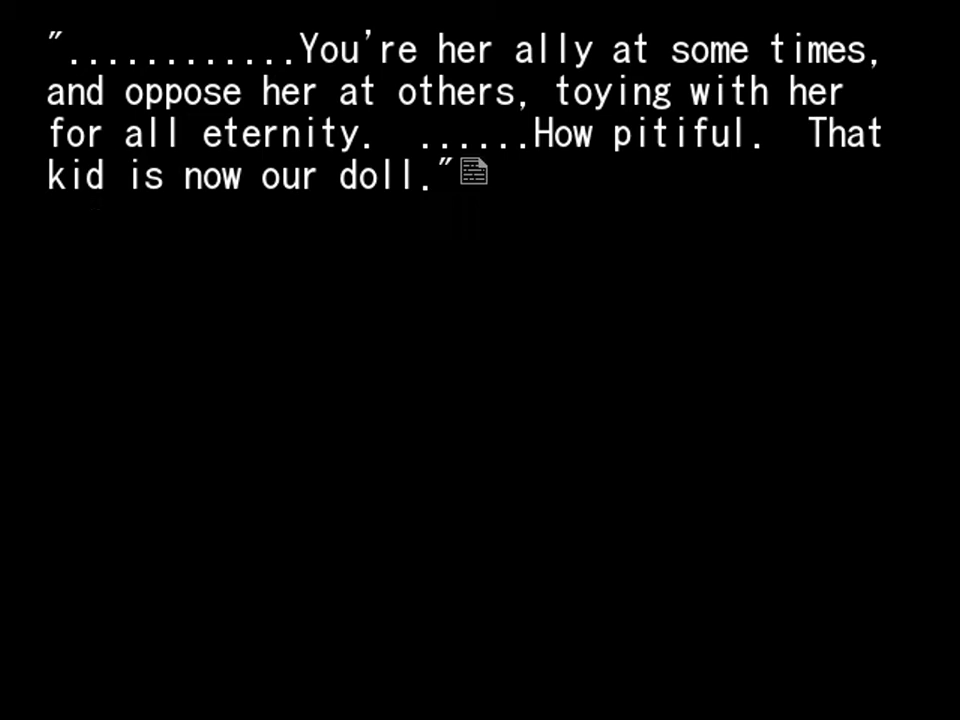 "............You're her ally at some times,
and oppose her at others, toying with her
for all eternity.  ......How pitiful.  That
kid is now our doll."